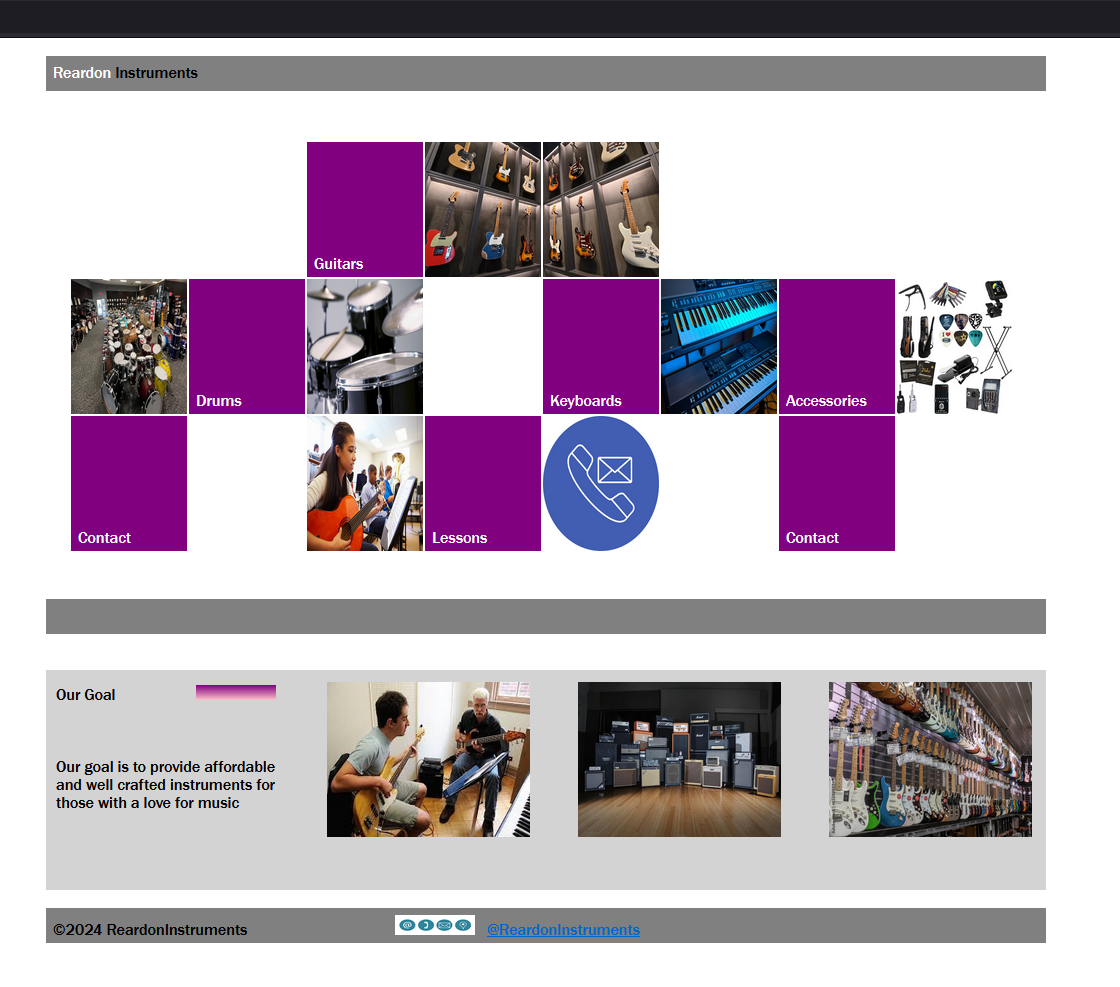 Reardon Instruments
Guitars
Drums
Keyboards
Accessories
Contact
Lessons
Contact
Our Goal
Our goal is to provide affordable
and well crafted instruments for
those with a love for music
©2024 ReardonInstruments
@ReardonInstruments